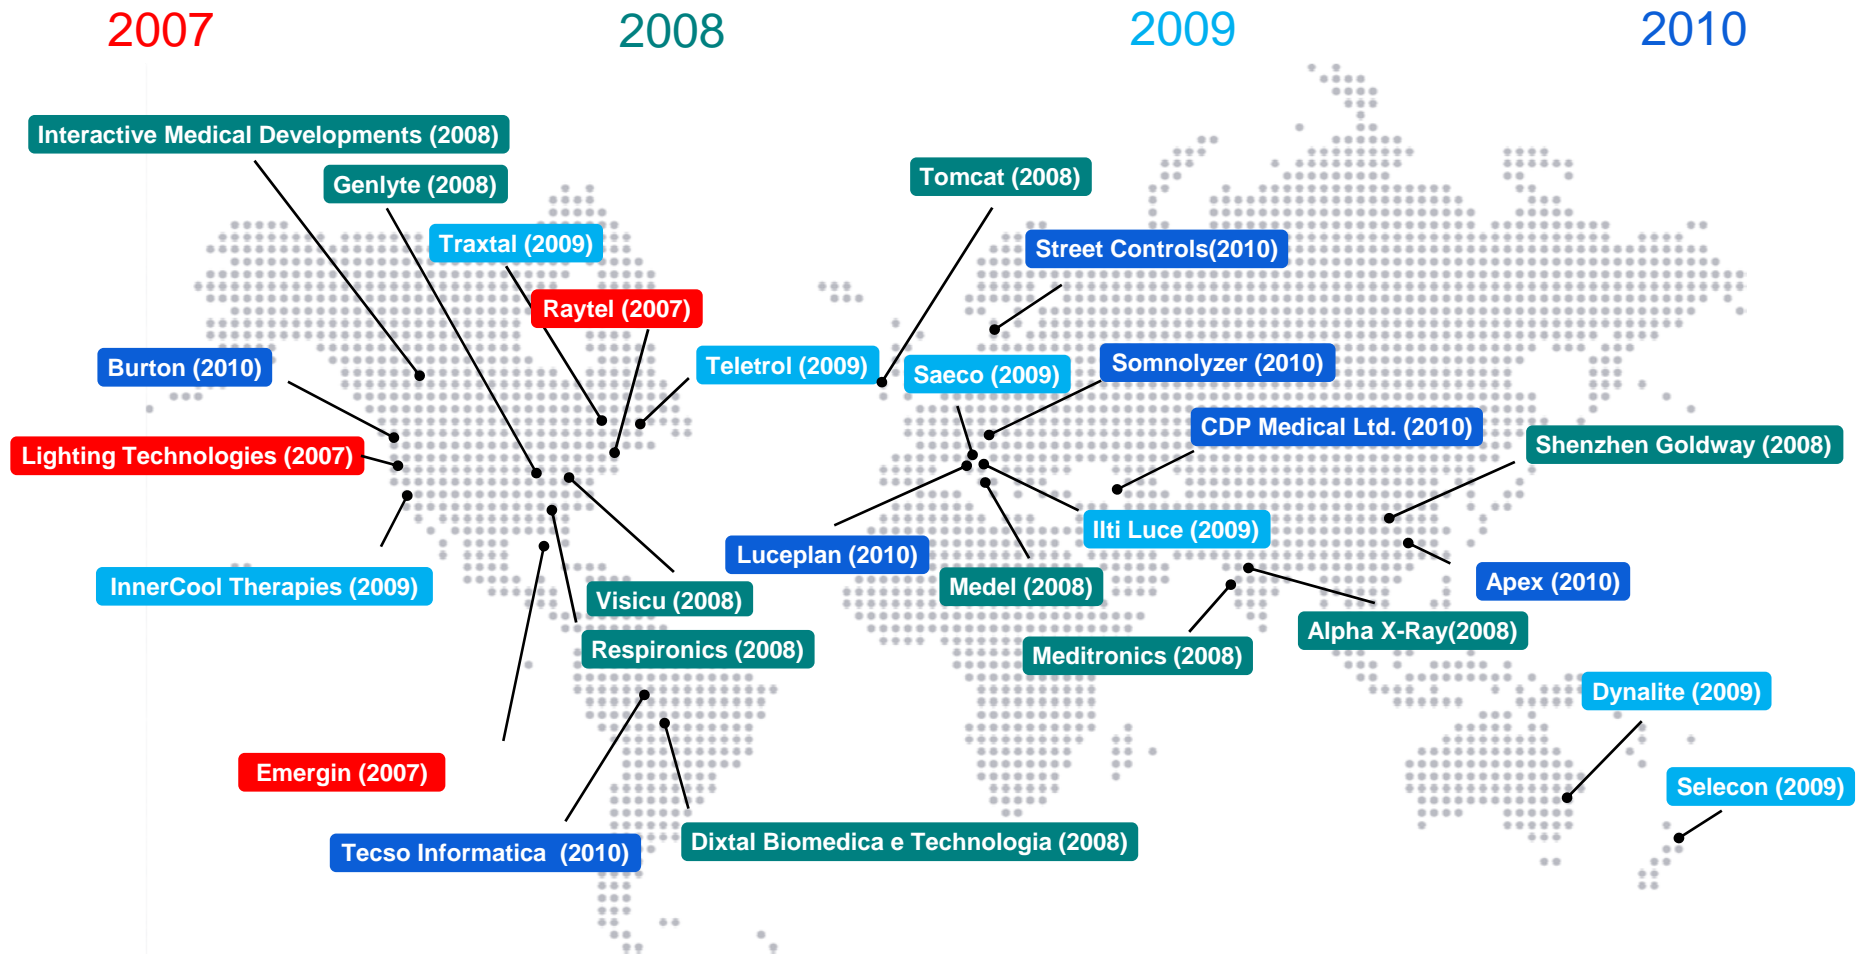 2007
2008
2009
2010
Interactive Medical Developments (2008)
Genlyte (2008)
Tomcat (2008)
Traxtal (2009)
Street Controls(2010)
Raytel (2007)
Burton (2010)
Teletrol (2009)
Saeco (2009)
Somnolyzer (2010)
CDP Medical Ltd. (2010)
Shenzhen Goldway (2008)
Lighting Technologies (2007)
Ilti Luce (2009)
Luceplan (2010)
InnerCool Therapies (2009)
Medel (2008)
Apex (2010)
Visicu (2008)
Alpha X-Ray(2008)
Respironics (2008)
Meditronics (2008)
Dynalite (2009)
Emergin (2007)
Selecon (2009)
Tecso Informatica  (2010)
Dixtal Biomedica e Technologia (2008)